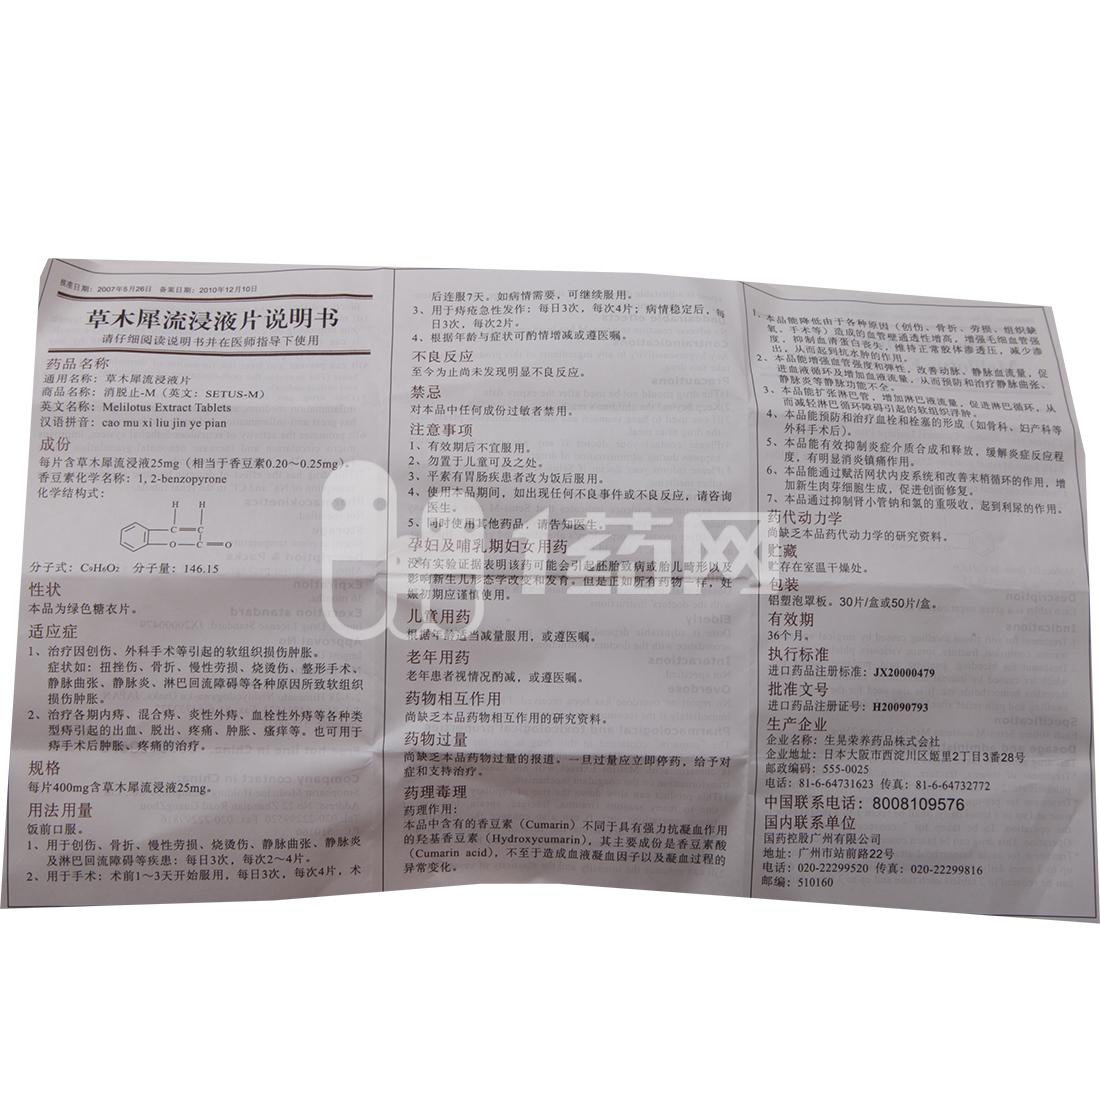 核准日期：2007年5月26日 备案日期：2010年12月10日
草木犀流浸液片说明书
请仔细阅读说明书并在医师指导下使用
药品名称
通用名称：草木犀流浸液片
商品名称：消脱止-M（英文：SETUS-M）
英文名称：Melilotus Extract Tablets
汉语拼音：cao mu xi liu jin ye pian
成份
每片含草木犀流浸液25mg（相当于香豆素0.20～0.25mg）。
香豆素化学名称：1, 2-benzopyrone
化学结构式：
H H
O O
分子式：C9H6O2 分子量：146.15
性状
本品为绿色糖衣片。
适应症
1、治疗因创伤、外科手术等引起的软组织损伤肿胀。
症状如：扭挫伤、骨折、慢性劳损、烧烫伤、整形手术、
静脉曲张、静脉炎、淋巴回流障碍等各种原因所致软组织
损伤肿胀。
2、治疗各期内痔、混合痔、炎性外痔、血栓性外痔等各种类
型痔引起的出血、脱出、疼痛、肿胀、瘙痒等。也可用于
痔手术后肿胀、疼痛的治疗。
规格
每片400mg含草木犀流浸液25mg。
用法用量
饭前口服。
1、用于创伤、骨折、慢性劳损、烧烫伤、静脉曲张、静脉炎
及淋巴回流障碍等疾患：每日3次，每次2～4片。
2、用于手术：术前1～3天开始服用，每日3次，每次4片，术
后连服7天。如病情需要，可继续服用。
3、用于痔疮急性发作：每日3次，每次4片；病情稳定后，每
日3次，每次2片。
4、根据年龄与症状可酌情增减或遵医嘱。
不良反应
至今为止尚未发现明显不良反应。
禁忌
对本品中任何成份过敏者禁用。
注意事项
1、有效期后不宜服用。
2、勿置于儿童可及之处。
3、平素有胃肠疾患者改为饭后服用。
4、使用本品期间，如出现任何不良事件或不良反应，请咨询
医生。
5、同时使用其他药品，请告知医生。
孕妇及哺乳期妇女用药
没有实验证据表明该药可能会引起胚胎致病或胎儿畸形以及
影响新生儿形态学改变和发育。但是正如所有药物一样，妊
娠初期应谨慎使用。
儿童用药
根据年龄适当减量服用，或遵医嘱。
老年用药
老年患者视情况酌减，或遵医嘱。
药物相互作用
尚缺乏本品药物相互作用的研究资料。
药物过量
尚缺乏本品药物过量的报道。一旦过量应立即停药，给予对
症和支持治疗。
药理毒理
药理作用：
本品中含有的香豆素（Cumarin）不同于具有强力抗凝血作用
的羟基香豆素（Hydroxycumarin），其主要成份是香豆素酸
（Cumarin acid），不至于造成血液凝血因子以及凝血过程的
异常变化。
1、本品能降低由于各种原因（创伤、骨折、劳损、组织缺
氧、手术等）造成的血管壁通透性增高，增强毛细血管强
度，抑制血清蛋白丧失，维持正常胶体渗透压，减少渗
出，从而起到抗水肿的作用。
2、本品能增强血管强度和弹性，改善动脉、静脉血流量，促
进血液循环及增加血液流量，从而预防和治疗静脉曲张、
静脉炎等静脉功能不全。
3、本品能扩张淋巴管，增加淋巴液流量，促进淋巴循环，从
而减轻淋巴循环障碍引起的软组织浮肿。
4、本品能预防和治疗血栓和栓塞的形成（如骨科、妇产科等
外科手术后）。
5、本品能有效抑制炎症介质合成和释放，缓解炎症反应程
度，有明显消炎镇痛作用。
6、本品能通过赋活网状内皮系统和改善末梢循环的作用，增
加新生肉芽细胞生成，促进创面修复。
7、本品通过抑制肾小管钠和氯的重吸收，起到利尿的作用。
药代动力学
尚缺乏本品药代动力学的研究资料。
贮藏
贮存在室温干燥处。
包装
铝塑泡罩板。30片/盒或50片/盒。
有效期
36个月。
执行标准
进口药品注册标准：JX20000479
批准文号
进口药品注册证号：H20090793
生产企业
企业名称：生晃荣养药品株式会社
企业地址：日本大阪市西淀川区姬里2丁目3番28号
邮政编码：555-0025
电话：81-6-64731623 传真：81-6-64732772
中国联系电话：8008109576
国内联系单位
国药控股广州有限公司
地址：广州市站前路22号
电话：020-22299520 传真：020-22299816
邮编：510160
1药网